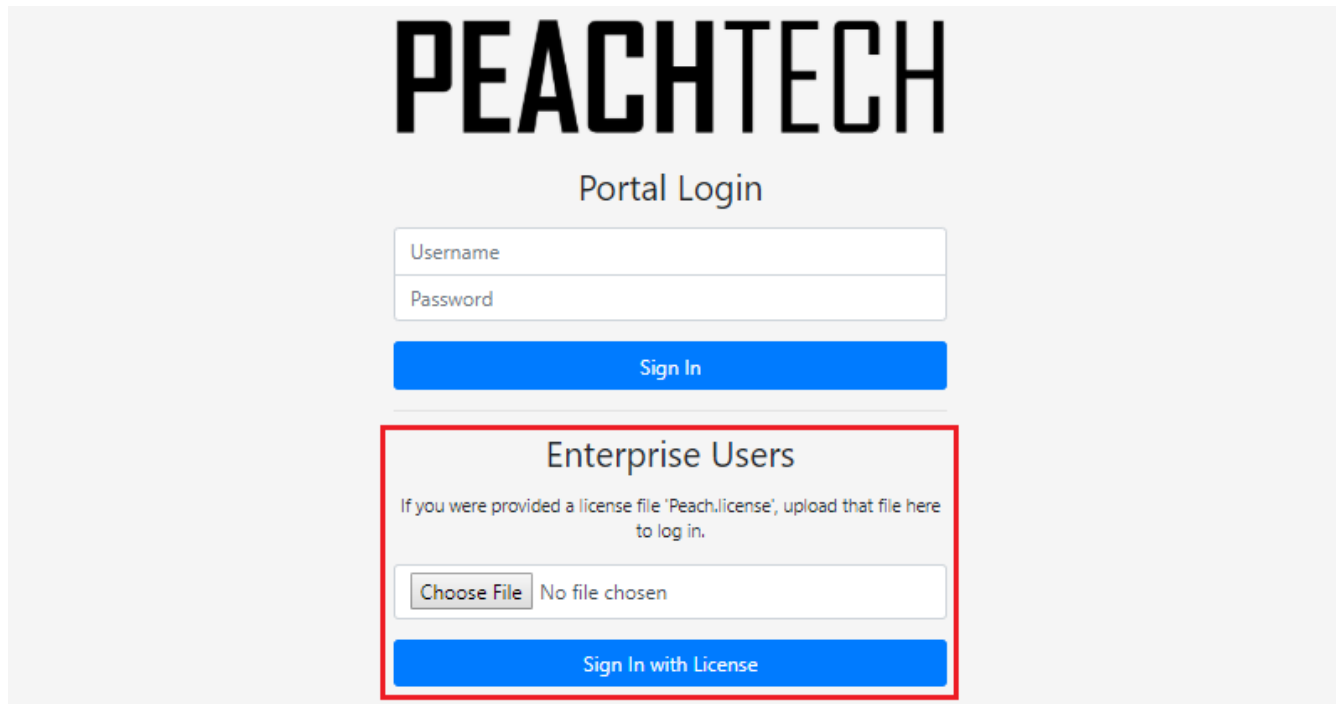 PEACHTECH
Portal Login
Username
Password
Sign In
Enterprise Users
If you were provided a license file 'Peach.license', upload that file here
to log in.
Choose File No file chosen
Sign In with License